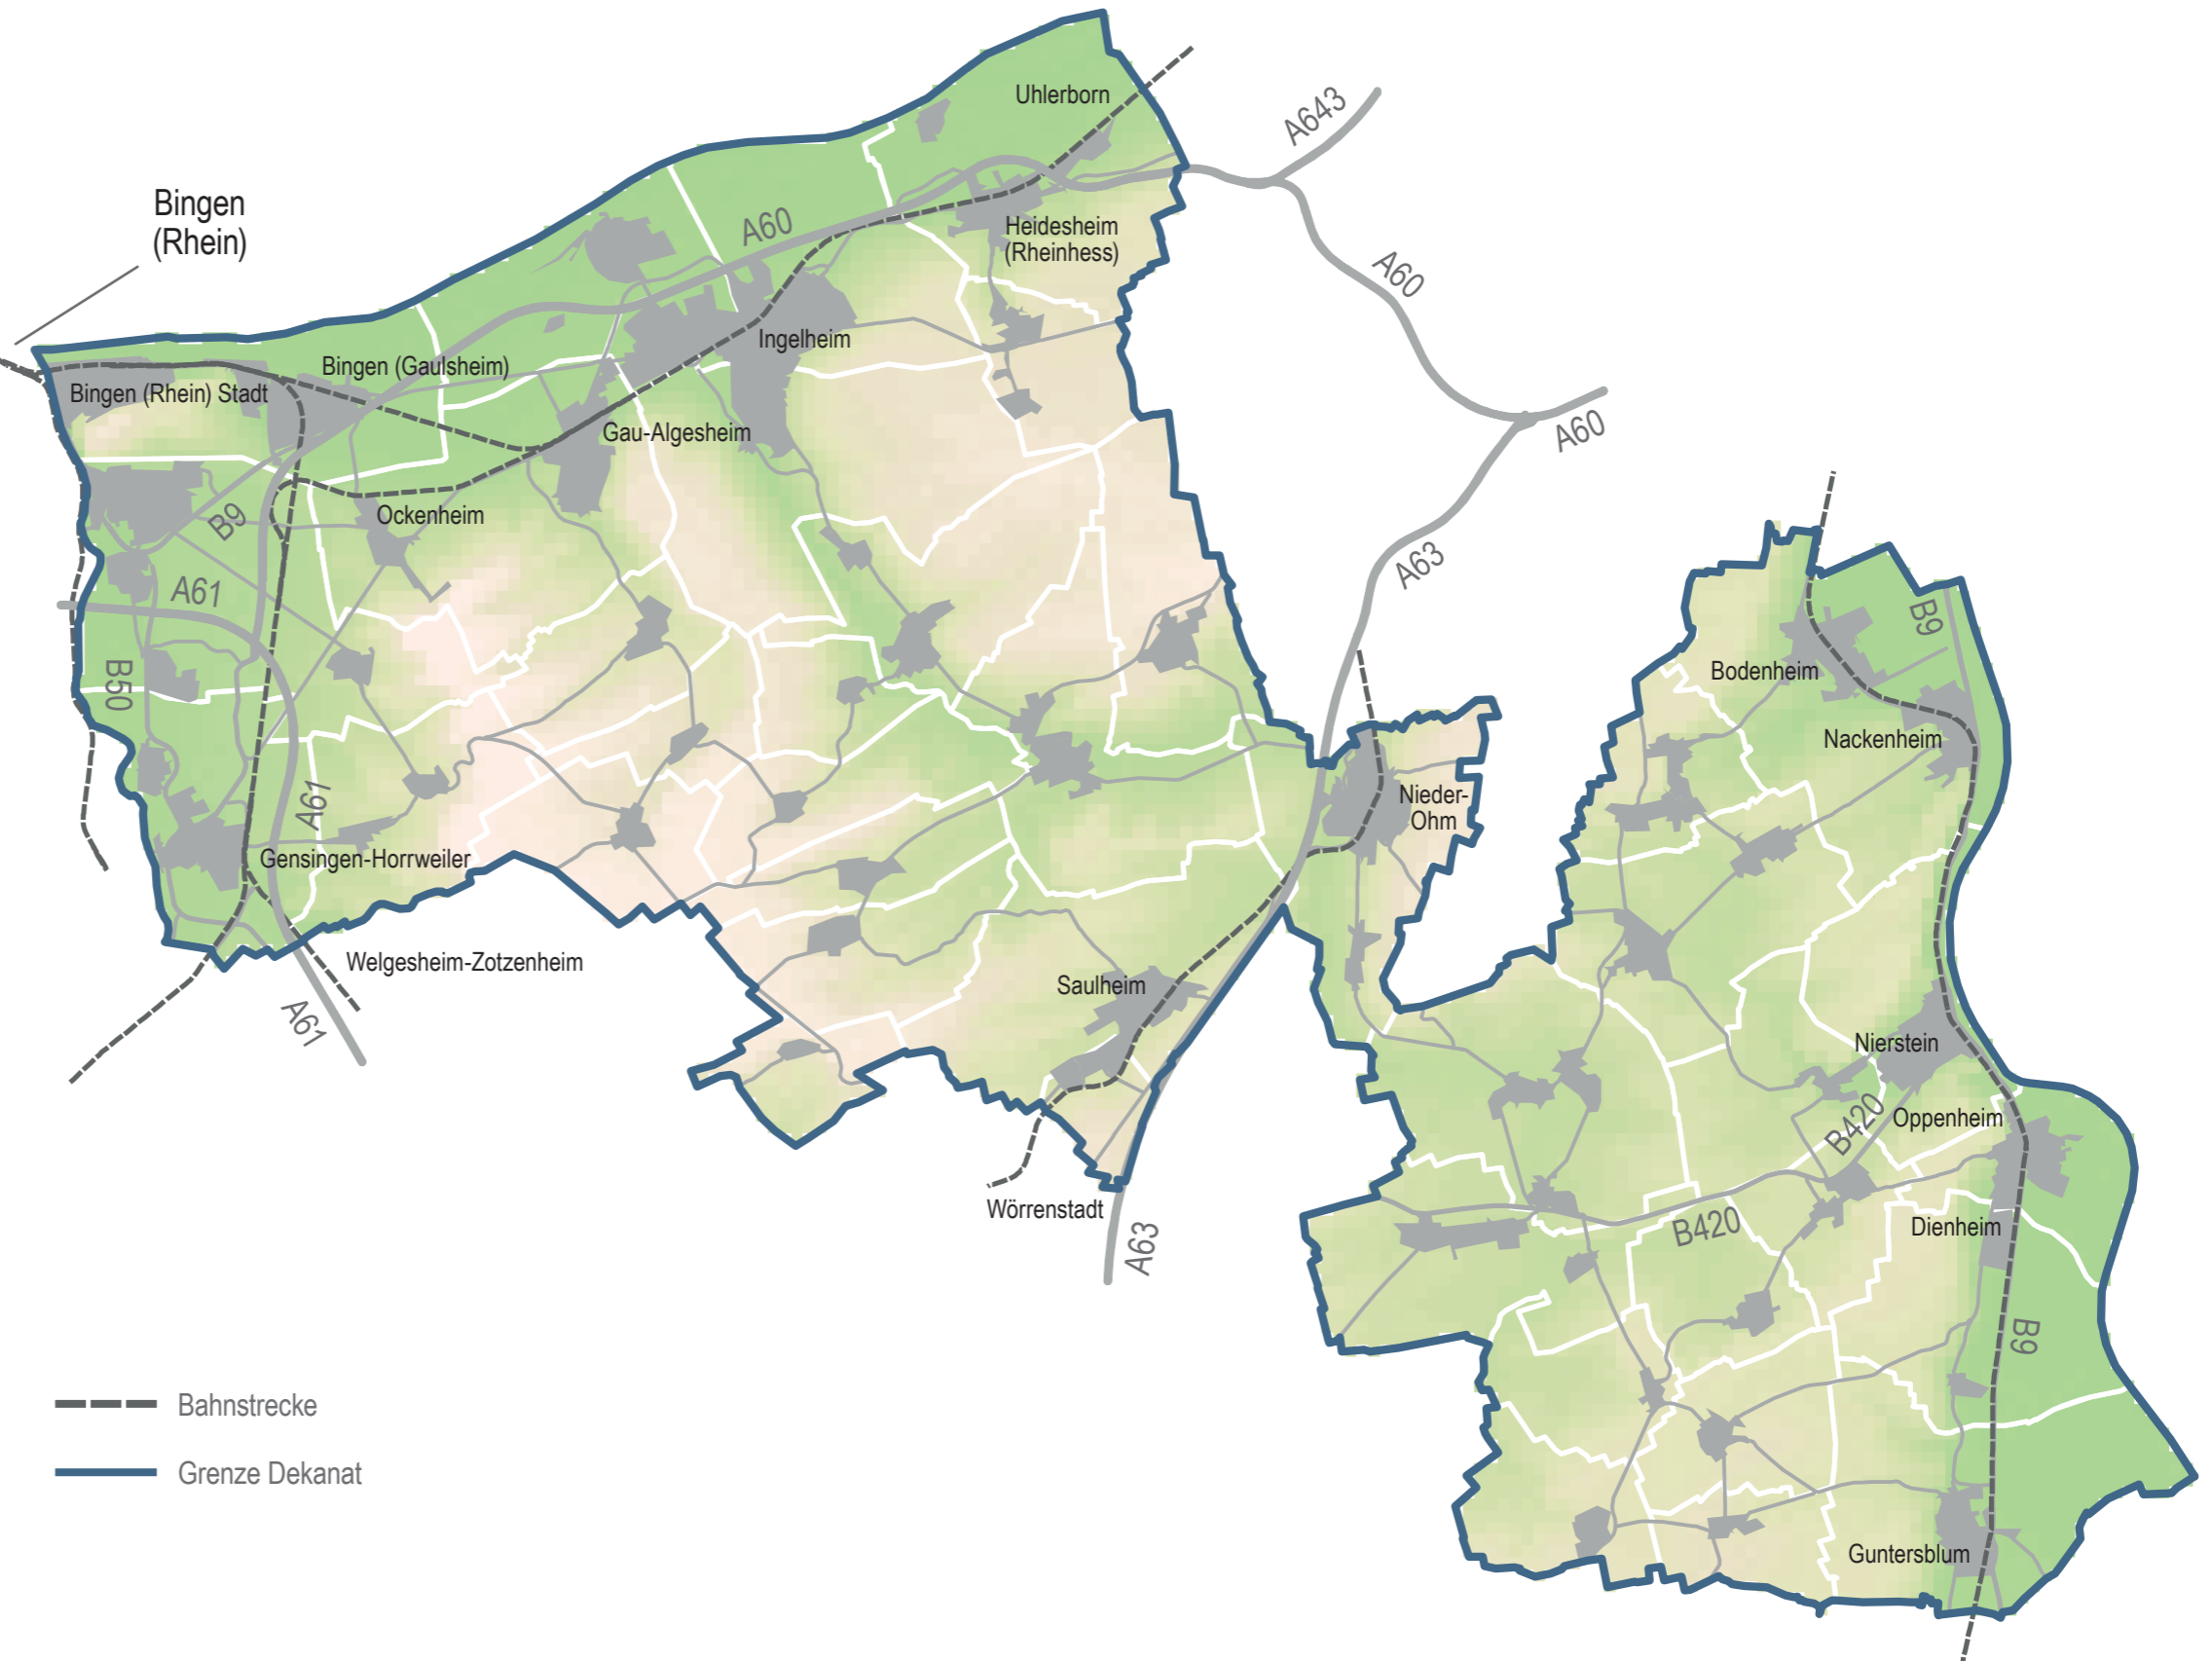 Uhlerborn
A643
Bingen
(Rhein)
A60
Heidesheim
(Rheinhess)
A60
Ingelheim
Bingen (Gaulsheim)
Bingen (Rhein) Stadt
Gau-Algesheim
A60
Ockenheim
B9
A63
A61
B9
B50
Bodenheim
Nackenheim
A61
Nieder-
Ohm
Gensingen-Horrweiler
Welgesheim-Zotzenheim
Saulheim
A61
Nierstein
Oppenheim
B420
Wörrenstadt
A63
B420
Dienheim
B9
Bahnstrecke
Grenze Dekanat
Guntersblum